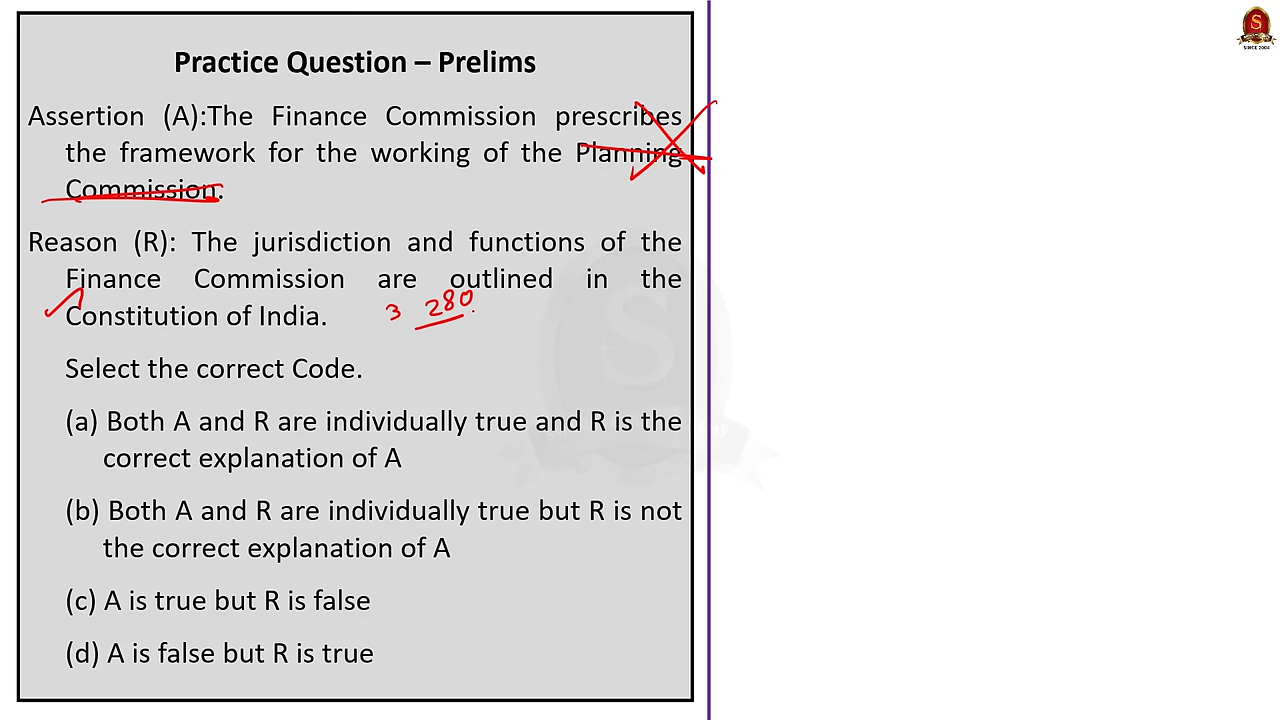 Practice Question – Prelims
Assertion (A):The Finance Commission prescribes
the framework for the working of the Planning
Commission.
Reason (R): The jurisdiction and functions of the
Finance Commission are outlined in the
Constitution of India.
3 280
Select the correct Code.
(a) Both A and R are individually true and R is the
correct explanation of A
(b) Both A and R are individually true but R is not
the correct explanation of A
(c) A is true but R is false
(d) A is false but R is true
S
SINCE 2004
S